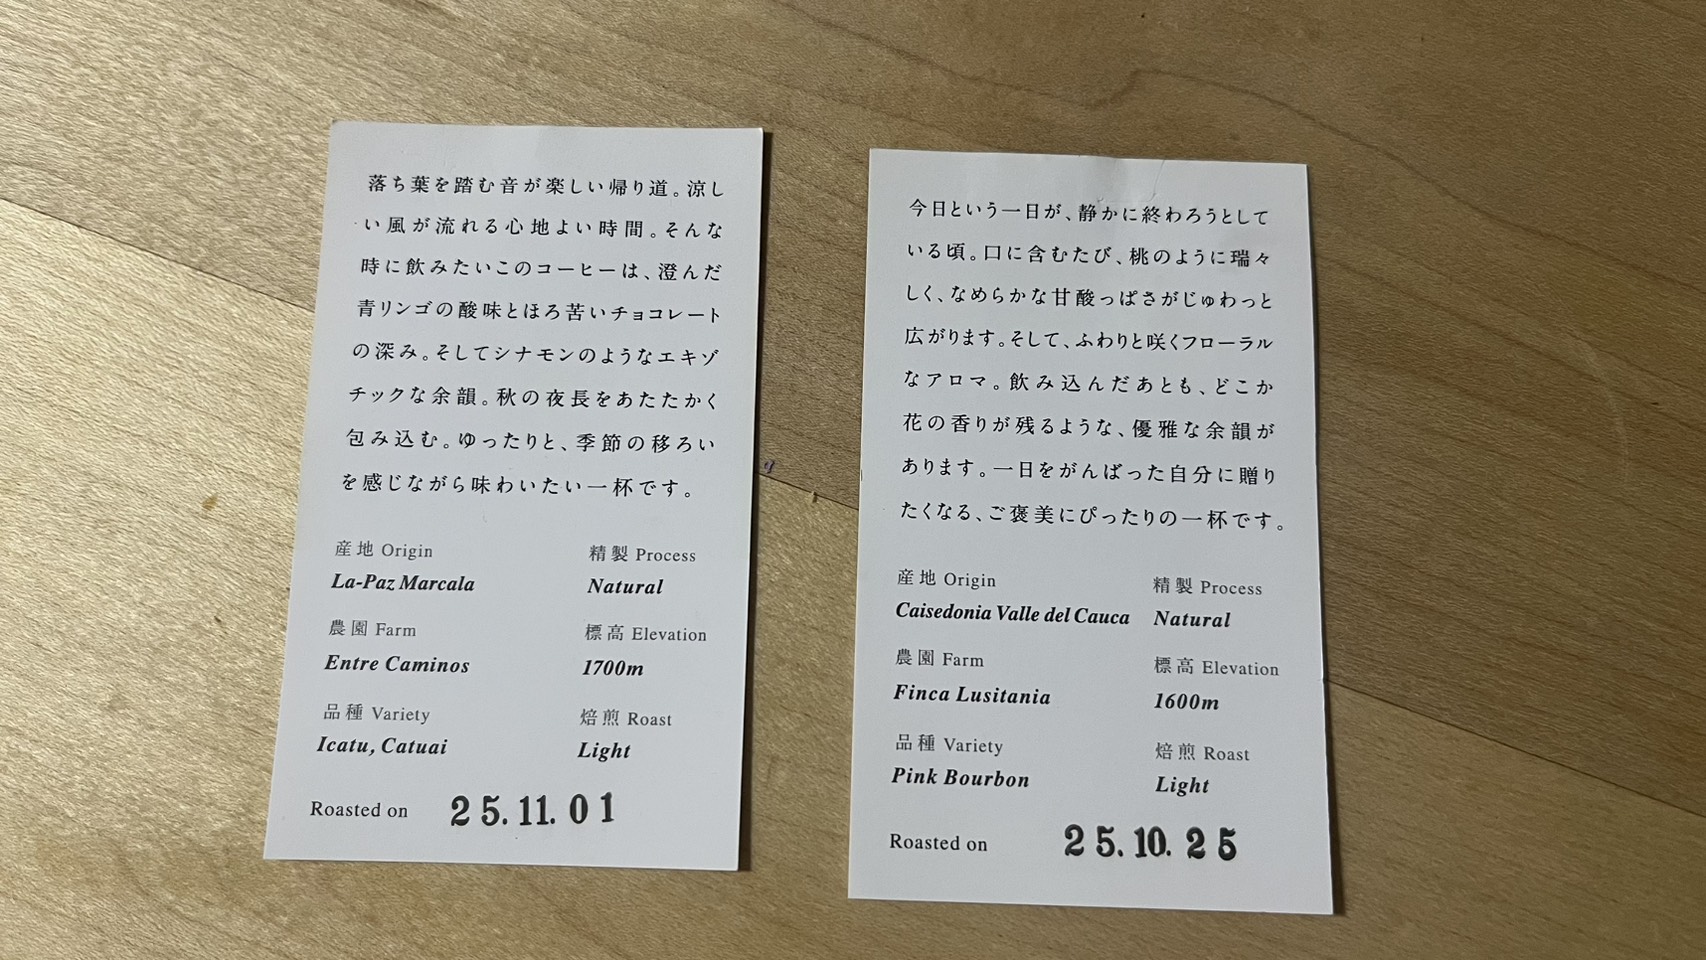 落ち葉を踏む音が楽しい帰り道。涼し
い風が流れる心地よい時間。そんな
時に飲みたいこのコーヒーは、澄んだ
青リンゴの酸味とほろ苦いチョコレート
の深み。そしてシナモンのようなエキゾ
チックな余韻。秋の夜長をあたたかく
包み込む。ゆったりと、季節の移ろい
を感じながら味わいたい一杯です。
産地 Origin
La-Paz Marcala
精製 Process
Natural
農園 Farm
Entre Caminos
標高 Elevation
1700m
品種 Variety
Icatu, Catuai
焙煎 Roast
Light
Roasted on 25.11.01
今日という一日が、静かに終わろうとして
いる頃。口に含むたび、桃のように瑞々
しく、なめらかな甘酸っぱさがじゅわっと
広がります。そして、ふわりと咲くフローラル
なアロマ。飲み込んだあとも、どこか
花の香りが残るような、優雅な余韻が
あります。一日をがんばった自分に贈り
たくなる、ご褒美にぴったりの一杯です。
産地 Origin
Caisedonia Valle del Cauca
精製 Process
Natural
農園 Farm
Finca Lusitania
標高 Elevation
1600m
品種 Variety
Pink Bourbon
焙煎 Roast
Light
Roasted on 25.10.25